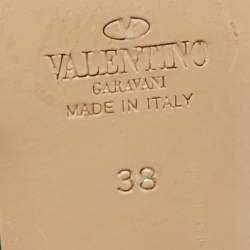 VALENTINO
GARAVANI
MADE IN ITALY
38